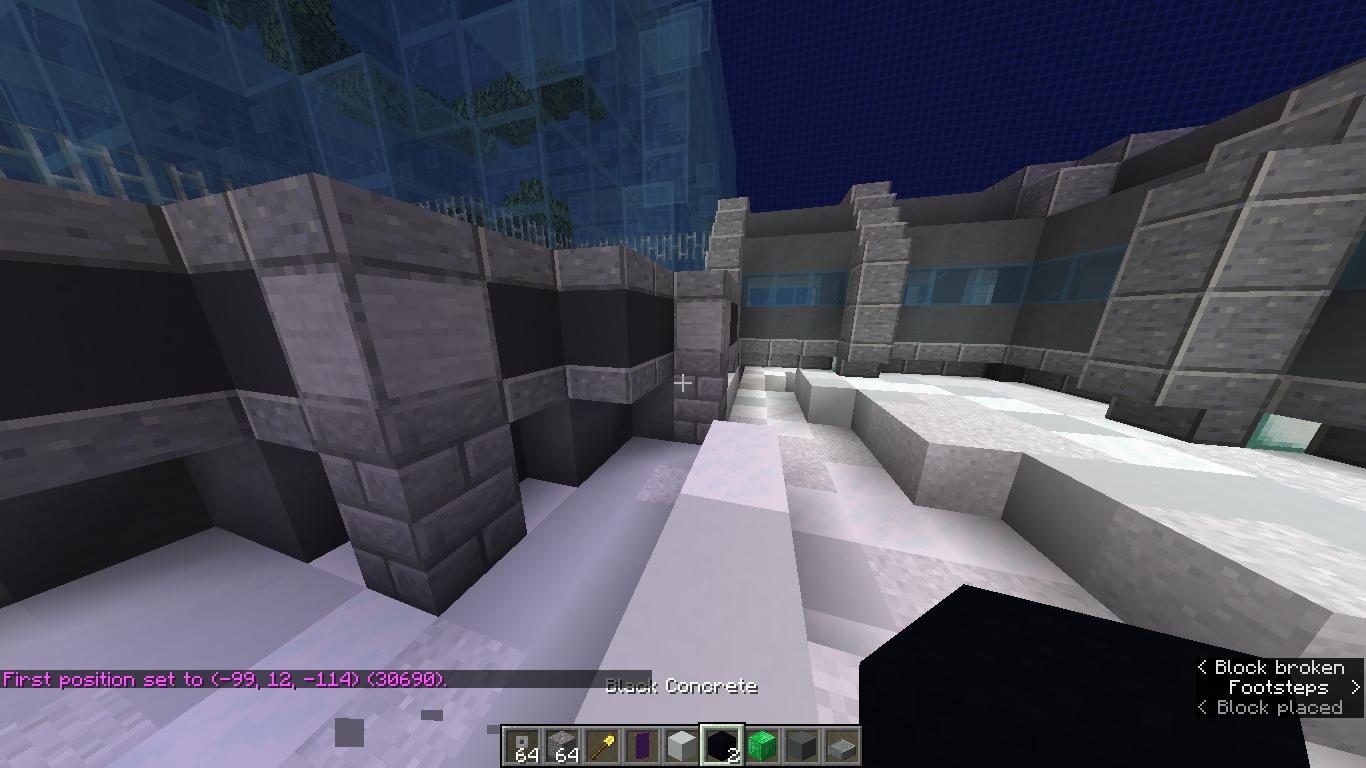 First position set to (-99, 12, -114) (30690).
Black Concrete
< Block broken
Footsteps >
< Block placed
64 64 2